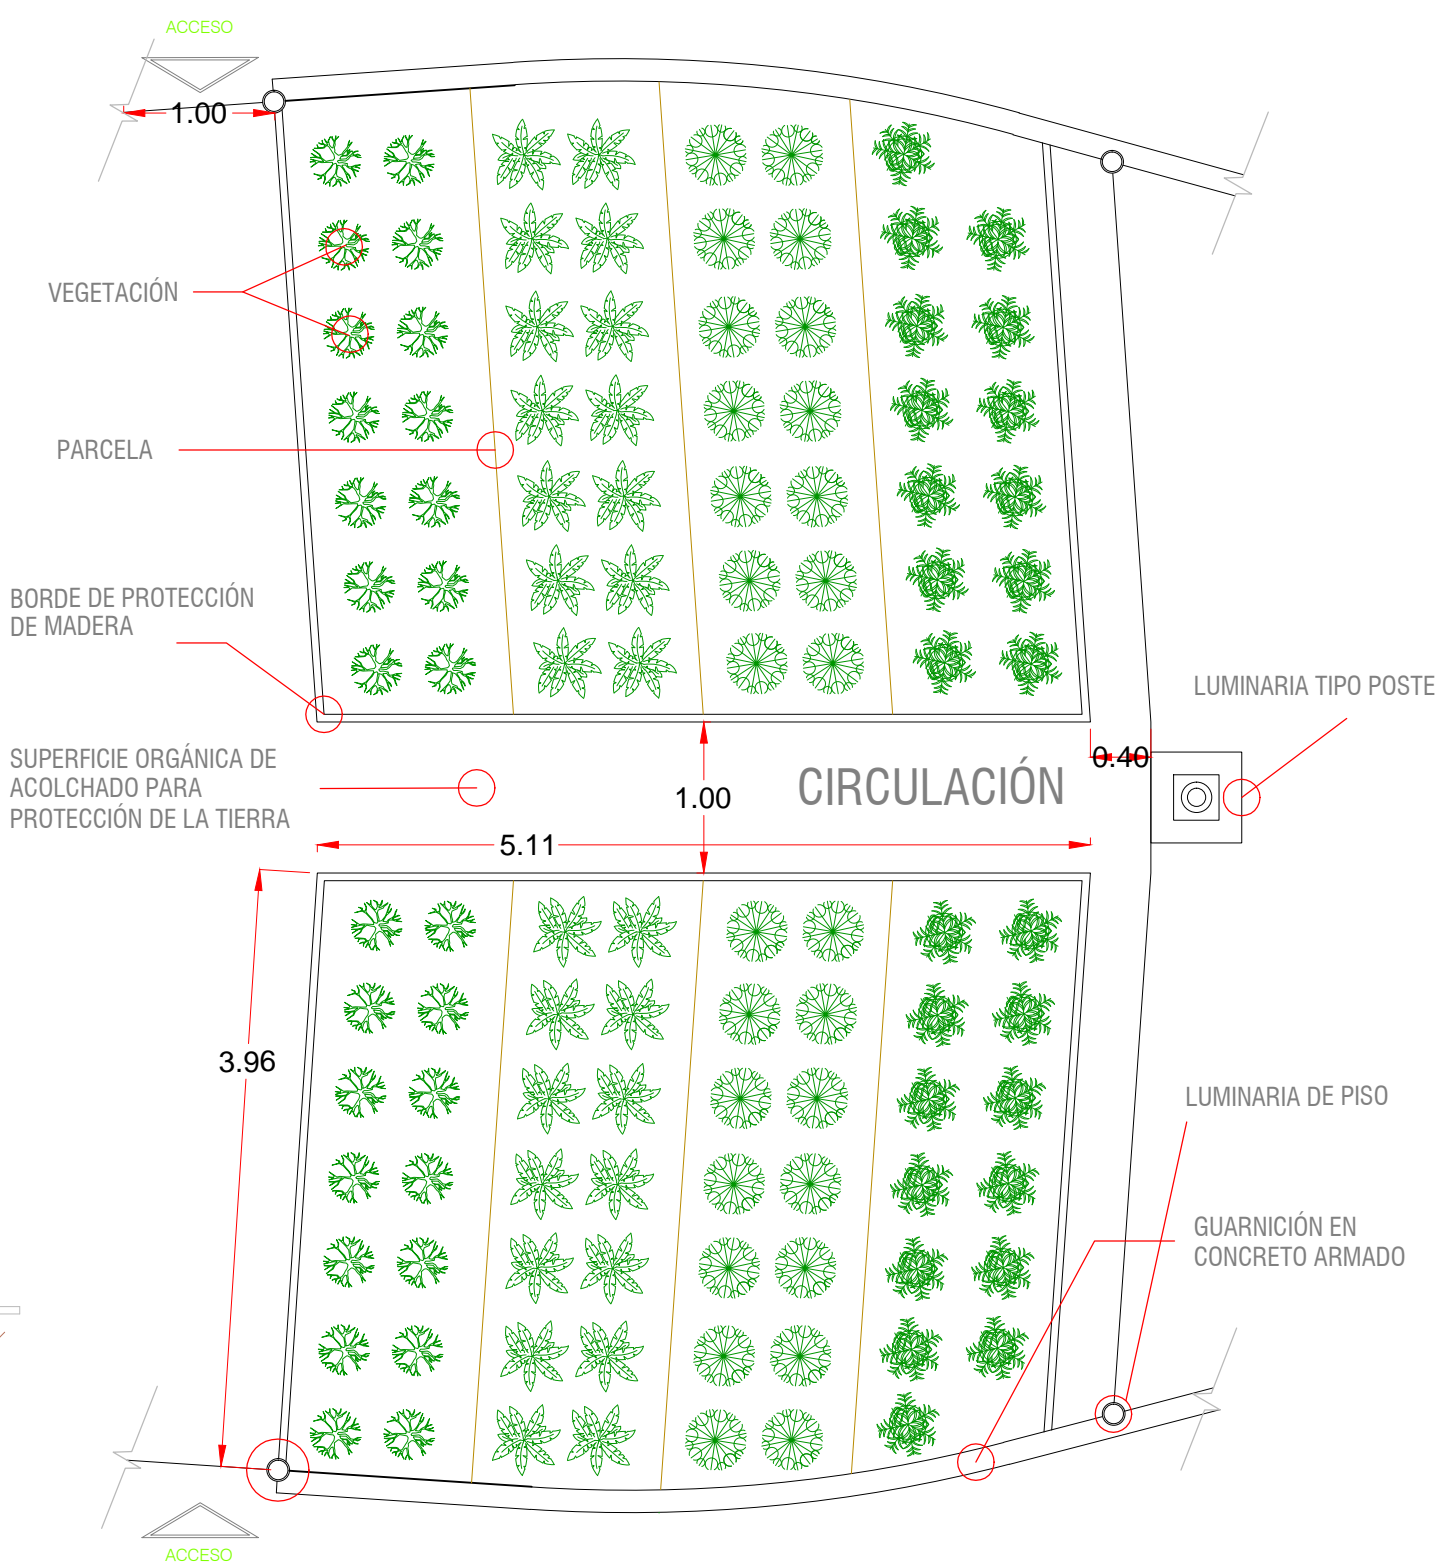 ACCESO
1.00
VEGETACIÓN
PARCELA
BORDE DE PROTECCIÓN
DE MADERA
LUMINARIA TIPO POSTE
SUPERFICIE ORGÁNICA DE
ACOLCHADO PARA
PROTECCIÓN DE LA TIERRA
0.40
CIRCULACIÓN
1.00
5.11
3.96
LUMINARIA DE PISO
GUARNICIÓN EN
CONCRETO ARMADO
ACCESO